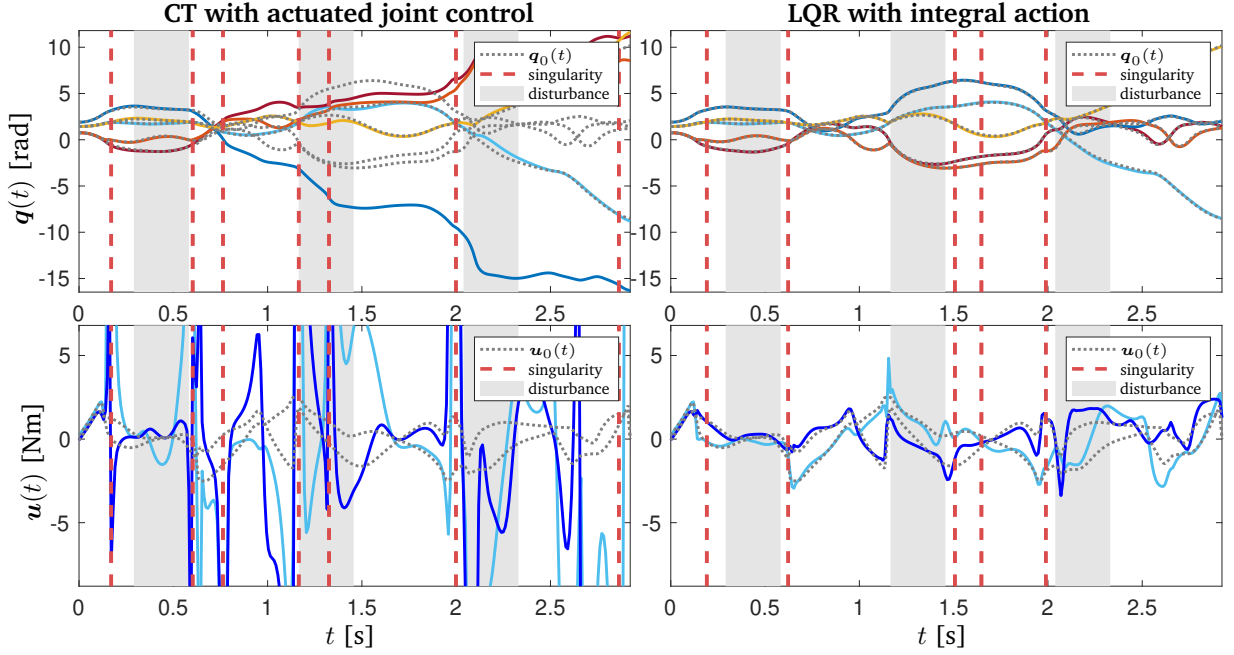 CT with actuated joint control
LQR with integral action
q(t) [rad]
10
5
0
-5
-10
-15
q₀(t)
singularity
disturbance
0
0.5
1
1.5
2
2.5
10
5
0
-5
-10
-15
q₀(t)
singularity
disturbance
0
0.5
1
1.5
2
2.5
u(t) [Nm]
5
0
-5
u₀(t)
singularity
disturbance
0
0.5
1
1.5
2
2.5
t [s]
5
0
-5
u₀(t)
singularity
disturbance
0
0.5
1
1.5
2
2.5
t [s]